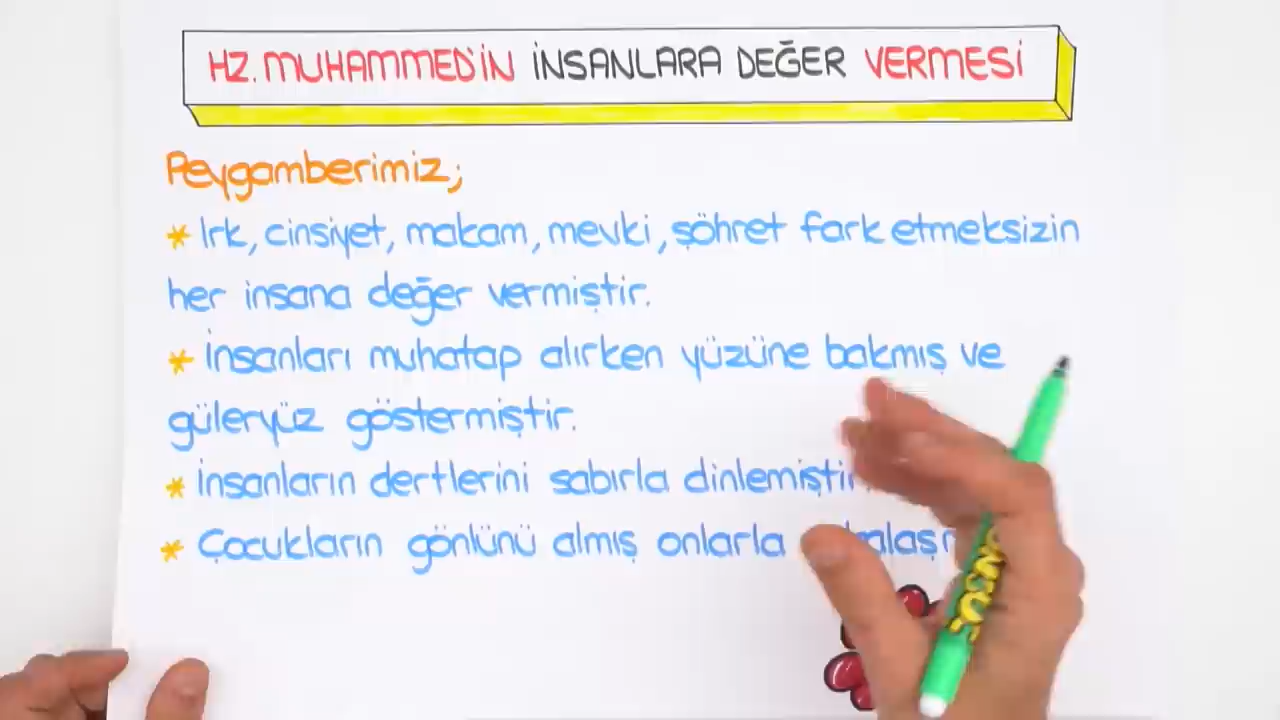 HZ. MUHAMMED'İN İNSANLARA DEĞER VERMESİ
Peygamberimiz;
* Irk, cinsiyet, makam, mevki, şöhret fark etmeksizin
her insana değer vermiştir.
* İnsanları muhatap alırken yüzüne bakmış ve
güleryüz göstermiştir.
* İnsanların dertlerini sabırla dinlemiştir.
* Çocukların gönlünü almış onlarla